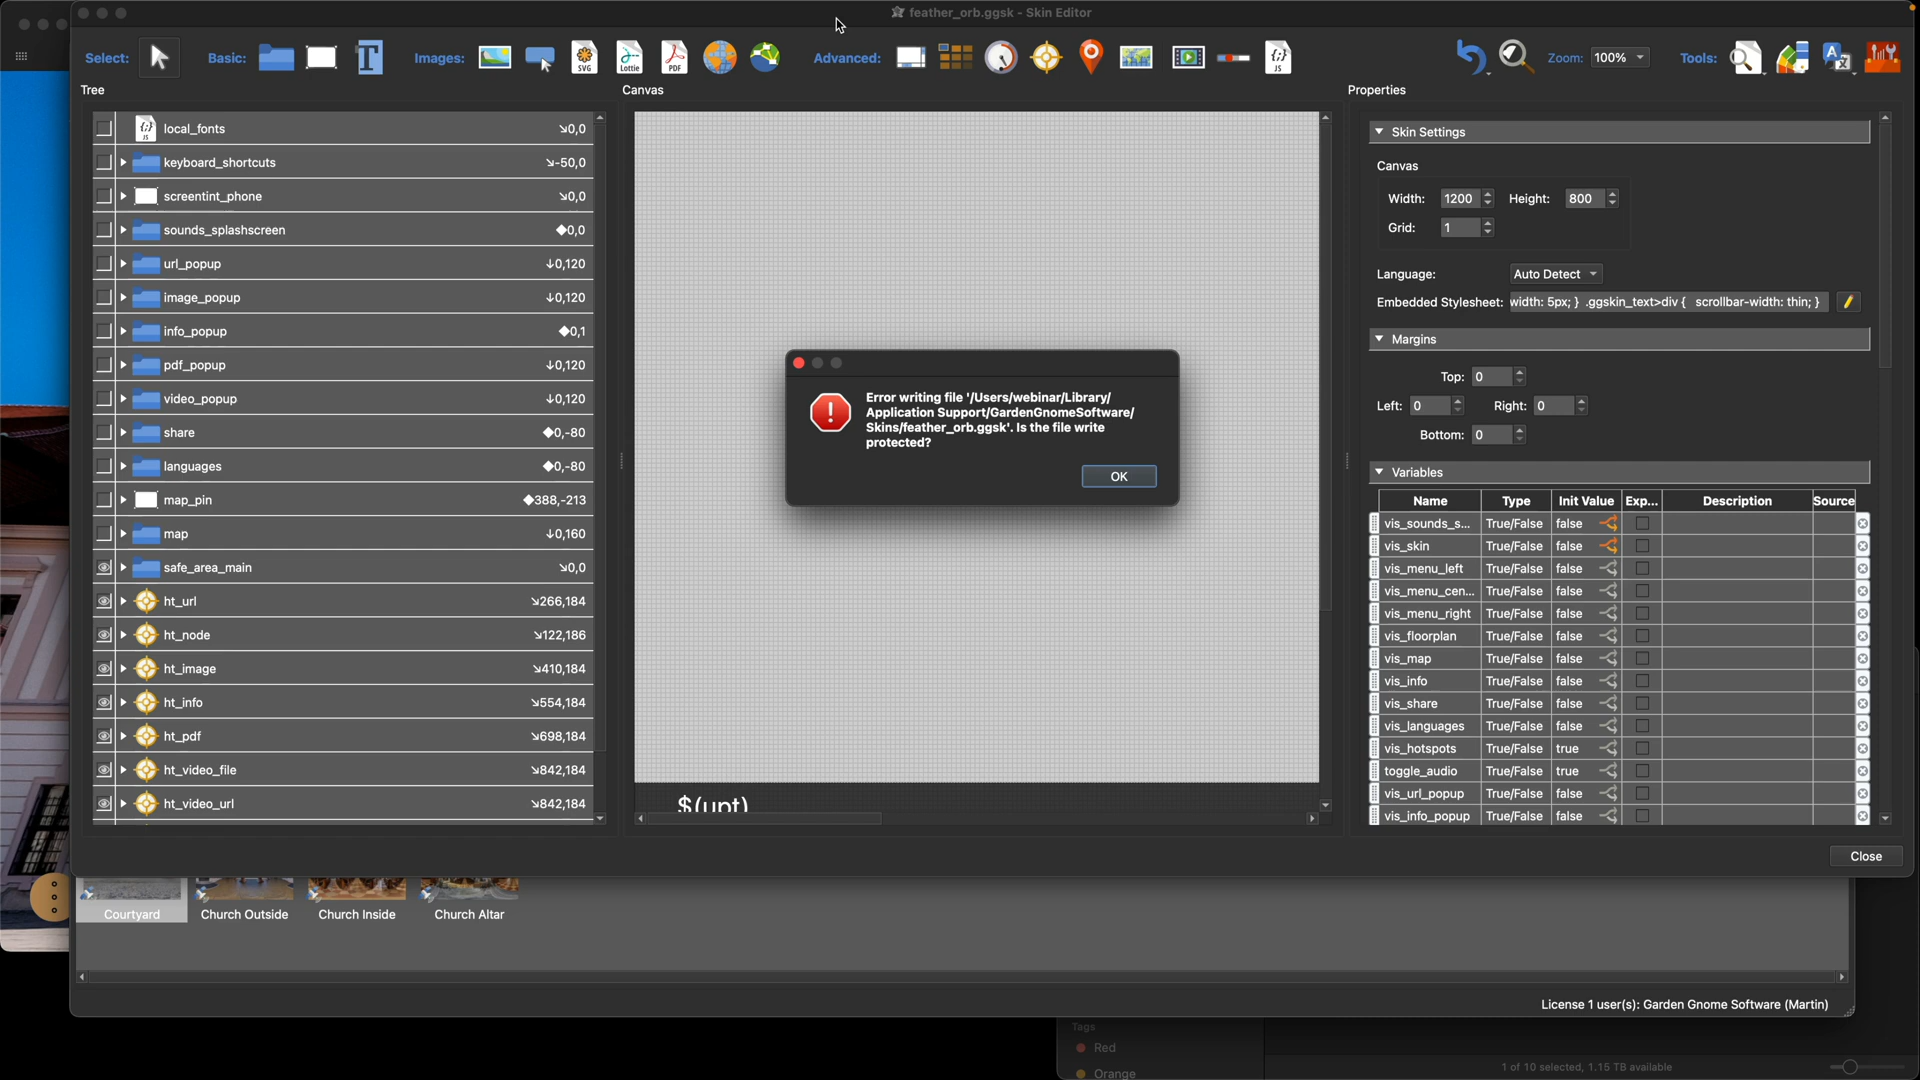 feather_orb.ggsk - Skin Editor
Select:
Basic:
Images:
Advanced:
Zoom:
100%
Tools:
T
SVG
Lottie
PDF
JS
Tree
Canvas
Properties
local_fonts
0,0
keyboard_shortcuts
-50,0
screentint_phone
0,0
sounds_splashscreen
0,0
url_popup
0,120
image_popup
0,120
info_popup
0,1
pdf_popup
0,120
video_popup
0,120
share
0,-80
languages
0,-80
map_pin
388,-213
map
0,160
safe_area_main
0,0
ht_url
266,184
ht_node
122,186
ht_image
410,184
ht_info
554,184
ht_pdf
698,184
ht_video_file
842,184
ht_video_url
842,184
Error writing file '/Users/webinar/Library/
Application Support/GardenGnomeSoftware/
Skins/feather_orb.ggsk'. Is the file write
protected?
OK
$(upt)
Skin Settings
Canvas
Width: 1200 Height: 800
Grid: 1
Language: Auto Detect
Embedded Stylesheet: width: 5px; } .ggskin_text>div { scrollbar-width: thin; }
Margins
Top: 0
Left: 0 Right: 0
Bottom: 0
Variables
Name Type Init Value Exp... Description Source
vis_sounds_s... True/False false
vis_skin True/False false
vis_menu_left True/False false
vis_menu_cen... True/False false
vis_menu_right True/False false
vis_floorplan True/False false
vis_map True/False false
vis_info True/False false
vis_share True/False false
vis_languages True/False false
vis_hotspots True/False true
toggle_audio True/False true
vis_url_popup True/False false
vis_info_popup True/False false
Close
Courtyard
Church Outside
Church Inside
Church Altar
License 1 user(s): Garden Gnome Software (Martin)
Tags
Red
Orange
1 of 10 selected, 1.15 TB available